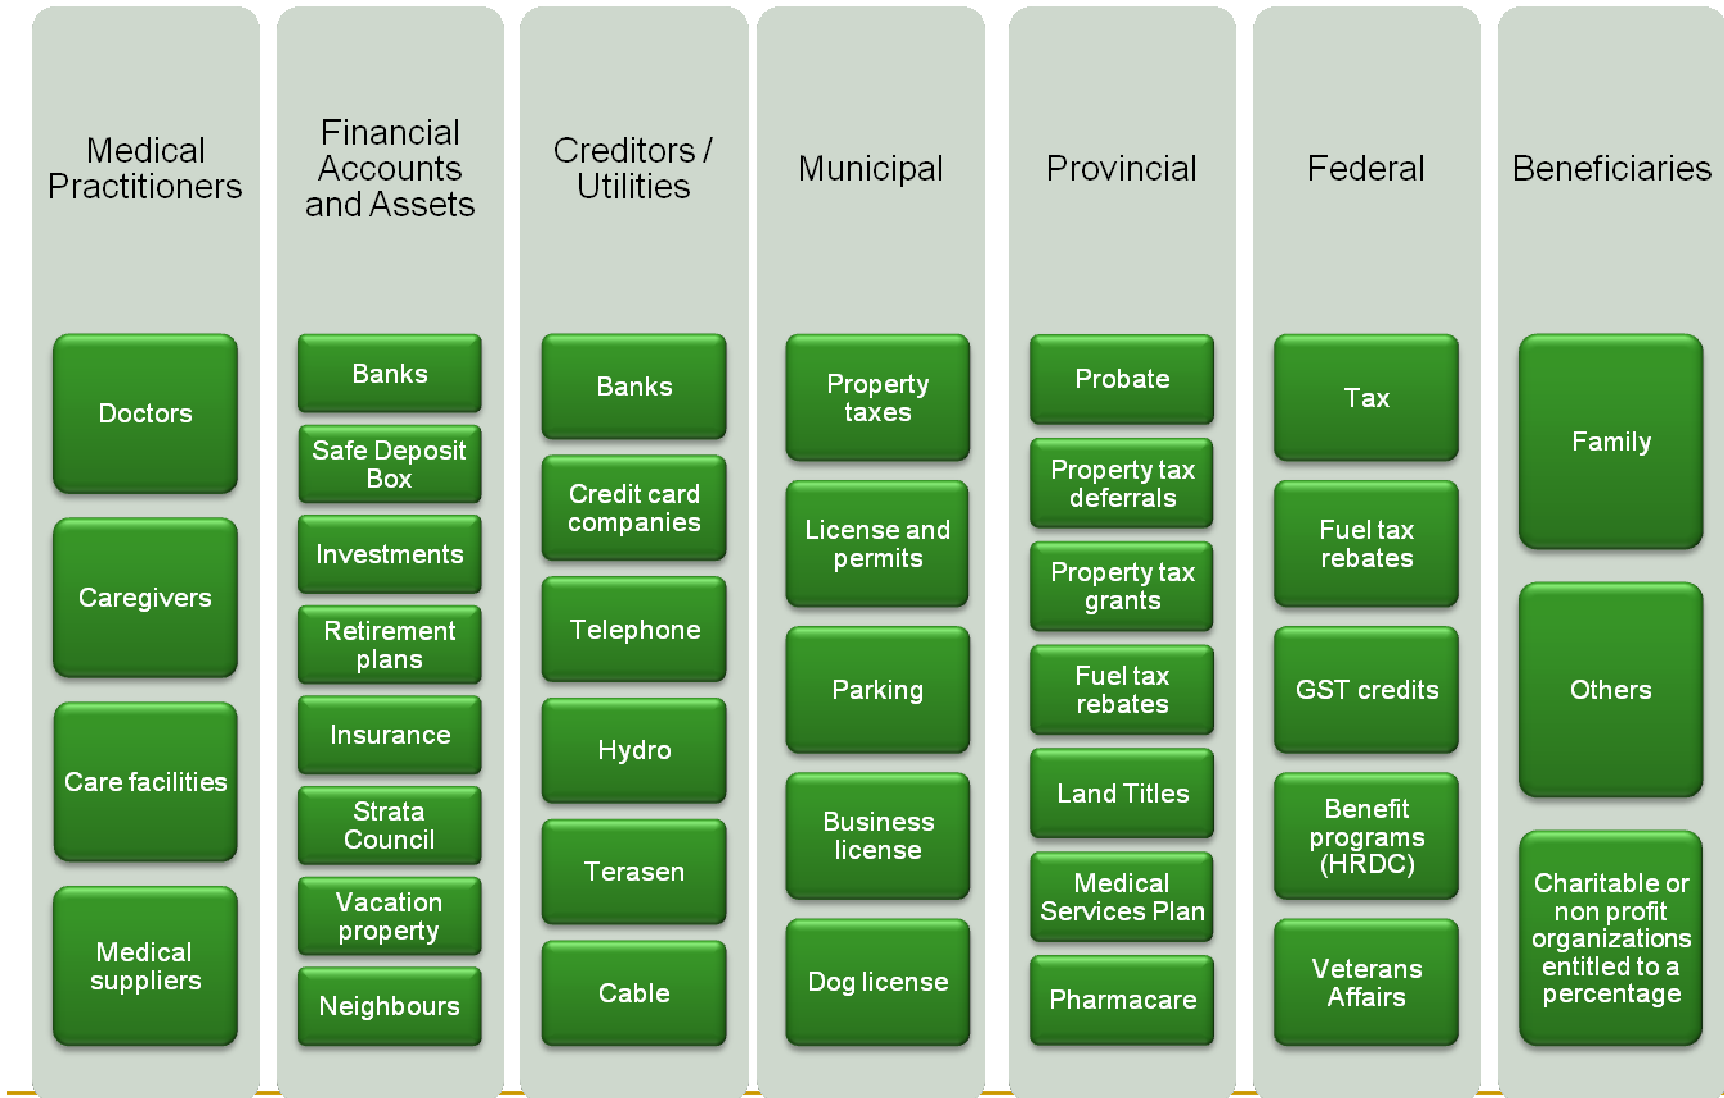 Medical
Practitioners
Doctors
Caregivers
Care facilities
Medical
suppliers
Financial
Accounts
and Assets
Banks
Safe Deposit
Box
Investments
Retirement
plans
Insurance
Strata
Council
Vacation
property
Neighbours
Creditors /
Utilities
Banks
Credit card
companies
Telephone
Hydro
Terasen
Cable
Municipal
Property
taxes
License and
permits
Parking
Business
license
Dog license
Provincial
Probate
Property tax
deferrals
Property tax
grants
Fuel tax
rebates
Land Titles
Medical
Services Plan
Pharmacare
Federal
Tax
Fuel tax
rebates
GST credits
Benefit
programs
(HRDC)
Veterans
Affairs
Beneficiaries
Family
Others
Charitable or
non profit
organizations
entitled to a
percentage